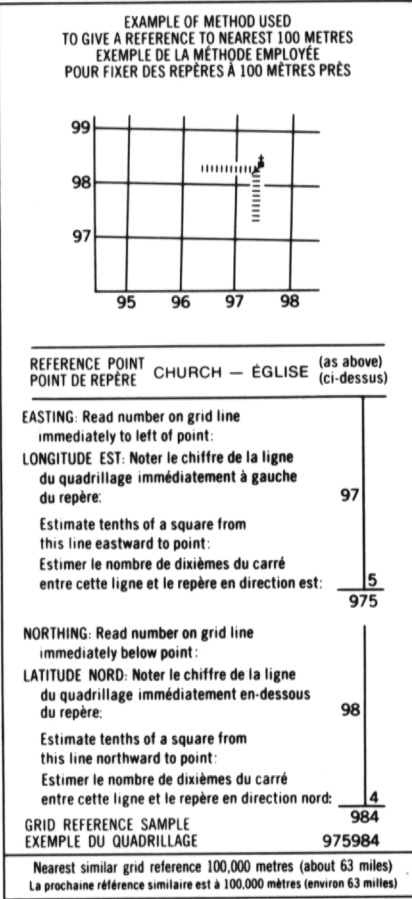 EXAMPLE OF METHOD USED
TO GIVE A REFERENCE TO NEAREST 100 METRES
EXEMPLE DE LA MÉTHODE EMPLOYÉE
POUR FIXER DES REPÈRES À 100 MÈTRES PRÈS
99
98
97
95 96 97 98
REFERENCE POINT
POINT DE REPÈRE
CHURCH — ÉGLISE
(as above)
(ci-dessus)
EASTING: Read number on grid line
immediately to left of point:
LONGITUDE EST: Noter le chiffre de la ligne
du quadrillage immédiatement à gauche
du repère: 97
Estimate tenths of a square from
this line eastward to point:
Estimer le nombre de dixièmes du carré
entre cette ligne et le repère en direction est: 5
975
NORTHING: Read number on grid line
immediately below point:
LATITUDE NORD: Noter le chiffre de la ligne
du quadrillage immédiatement en-dessous
du repère: 98
Estimate tenths of a square from
this line northward to point:
Estimer le nombre de dixièmes du carré
entre cette ligne et le repère en direction nord: 4
984
GRID REFERENCE SAMPLE
EXEMPLE DU QUADRILLAGE 975984
Nearest similar grid reference 100,000 metres (about 63 miles)
La prochaine référence similaire est à 100,000 mètres (environ 63 milles)